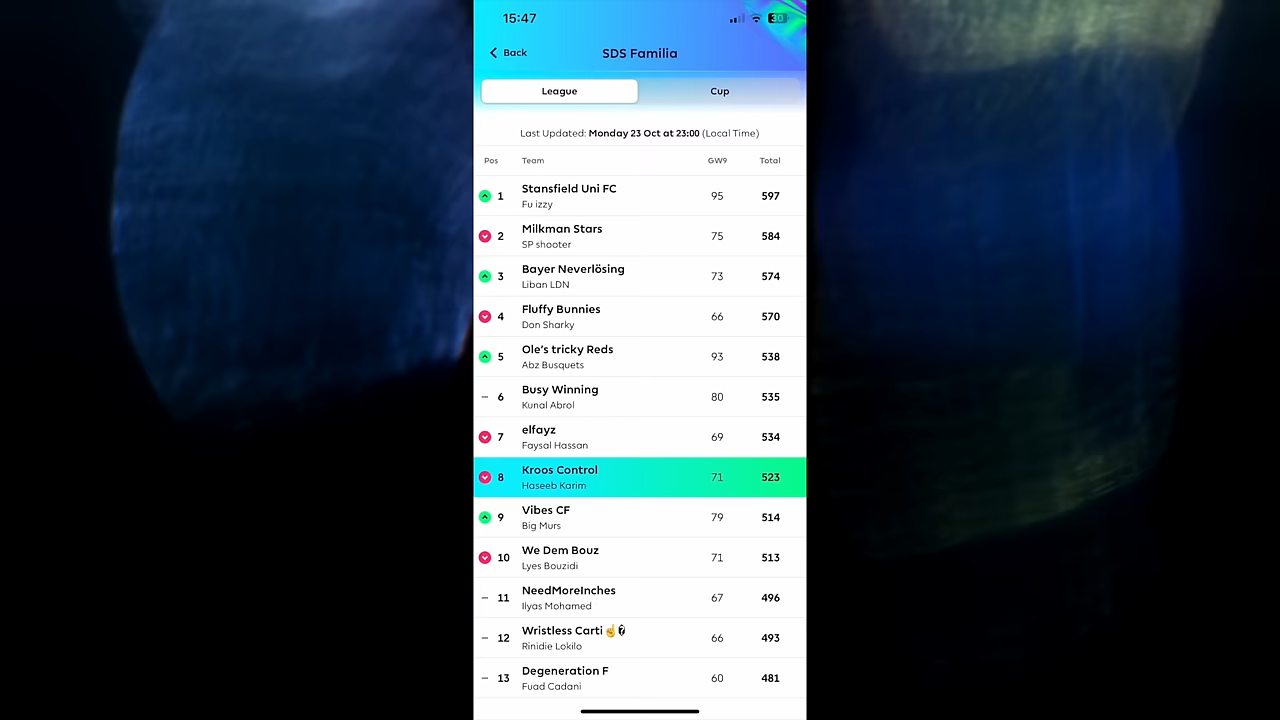 15:47
30
Back
SDS Familia
League
Cup
Last Updated: Monday 23 Oct at 23:00 (Local Time)
Pos Team GW9 Total
1 Stansfield Uni FC 95 597
Fu izzy
2 Milkman Stars 75 584
SP shooter
3 Bayer Neverlösing 73 574
Liban LDN
4 Fluffy Bunnies 66 570
Don Sharky
5 Ole's tricky Reds 93 538
Abz Busquets
6 Busy Winning 80 535
Kunal Abrol
7 elfayz 69 534
Faysal Hassan
8 Kroos Control 71 523
Haseeb Karim
9 Vibes CF 79 514
Big Murs
10 We Dem Bouz 71 513
Lyes Bouzidi
11 NeedMoreInches 67 496
Ilyas Mohamed
12 Wristless Carti ☝️� 66 493
Rinidie Lokilo
13 Degeneration F 60 481
Fuad Cadani